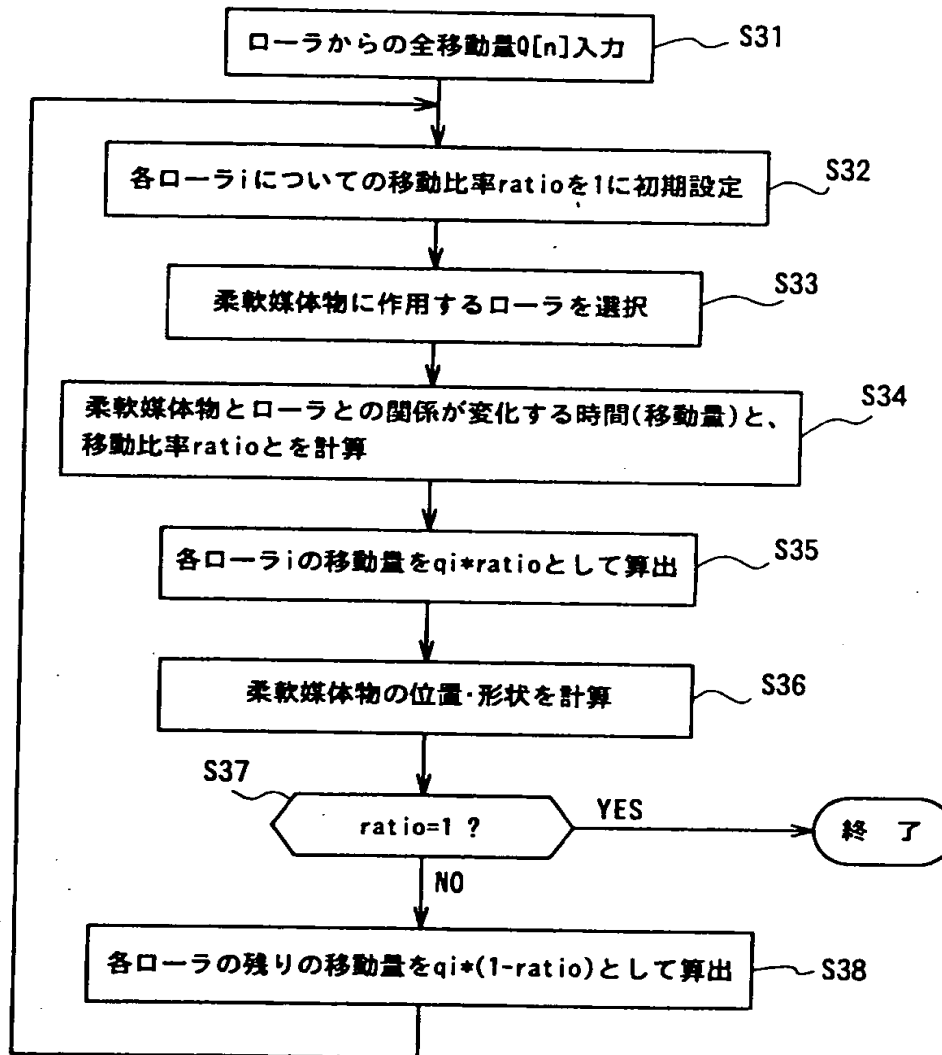 ローラからの全移動量Q[n]入力
S31
各ローラiについての移動比率ratioを1に初期設定
S32
柔軟媒体物に作用するローラを選択
S33
柔軟媒体物とローラとの関係が変化する時間(移動量)と、
移動比率ratioとを計算
S34
各ローラiの移動量をqi*ratioとして算出
S35
柔軟媒体物の位置·形状を計算
S36
S37
ratio=1 ?
YES
終 了
NO
各ローラの残りの移動量をqi*(1-ratio)として算出
S38